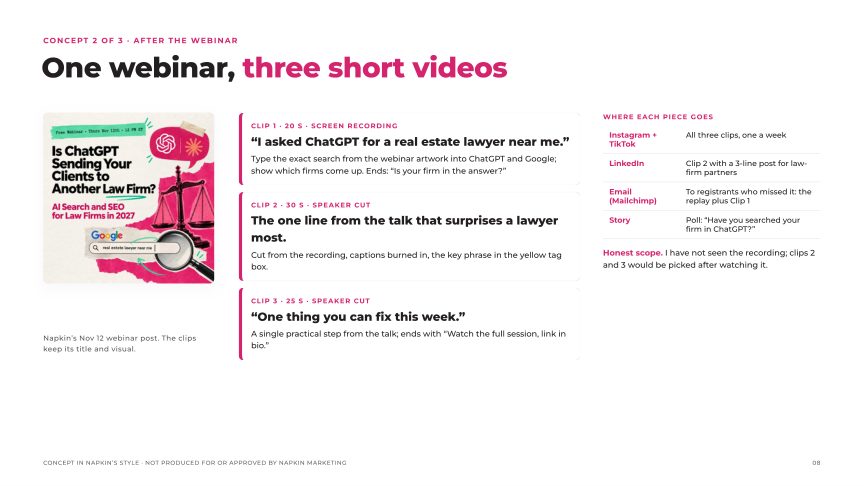 CONCEPT 2 OF 3 · AFTER THE WEBINAR
One webinar, three short videos
Free Webinar · Thurs Nov 12th · 12 PM ET
Is ChatGPT
Sending Your
Clients to
Another Law Firm?
AI Search and SEO
for Law Firms in 2027
Google
real estate lawyer near me
Napkin’s Nov 12 webinar post. The clips
keep its title and visual.
CLIP 1 · 20 S · SCREEN RECORDING
“I asked ChatGPT for a real estate lawyer near me.”
Type the exact search from the webinar artwork into ChatGPT and Google;
show which firms come up. Ends: “Is your firm in the answer?”
CLIP 2 · 30 S · SPEAKER CUT
The one line from the talk that surprises a lawyer
most.
Cut from the recording, captions burned in, the key phrase in the yellow tag
box.
CLIP 3 · 25 S · SPEAKER CUT
“One thing you can fix this week.”
A single practical step from the talk; ends with “Watch the full session, link in
bio.”
WHERE EACH PIECE GOES
Instagram +
TikTok
All three clips, one a week
LinkedIn
Clip 2 with a 3-line post for law-
firm partners
Email
(Mailchimp)
To registrants who missed it: the
replay plus Clip 1
Story
Poll: “Have you searched your
firm in ChatGPT?”
Honest scope. I have not seen the recording; clips 2
and 3 would be picked after watching it.
CONCEPT IN NAPKIN’S STYLE · NOT PRODUCED FOR OR APPROVED BY NAPKIN MARKETING
08